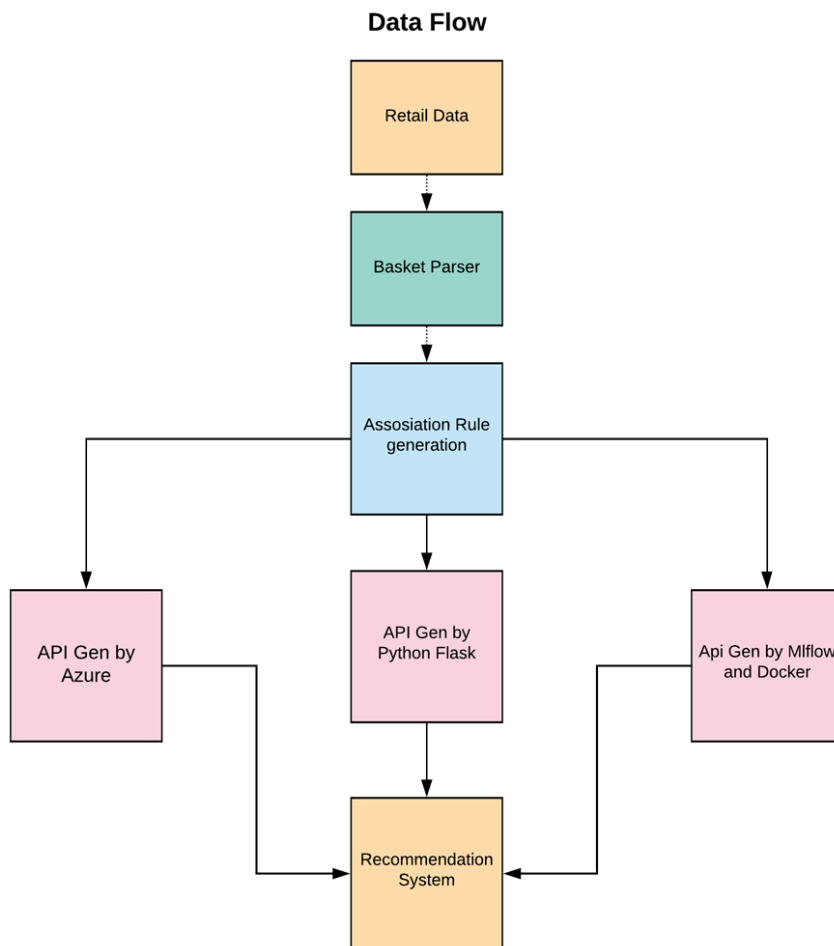 Data Flow
Retail Data
Basket Parser
Assosiation Rule
generation
API Gen by
Azure
API Gen by
Python Flask
Api Gen by Mlflow
and Docker
Recommendation
System